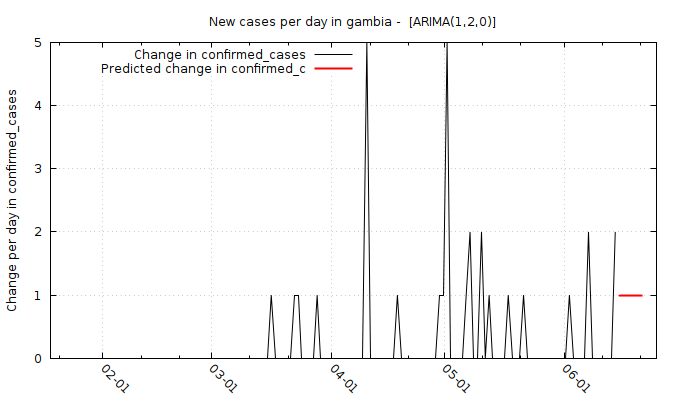 New cases per day in gambia -  [ARIMA(1,2,0)]
Change in confirmed_cases
Predicted change in confirmed_c
Change per day in confirmed_cases
5
4
3
2
1
0
02-01
03-01
04-01
05-01
06-01